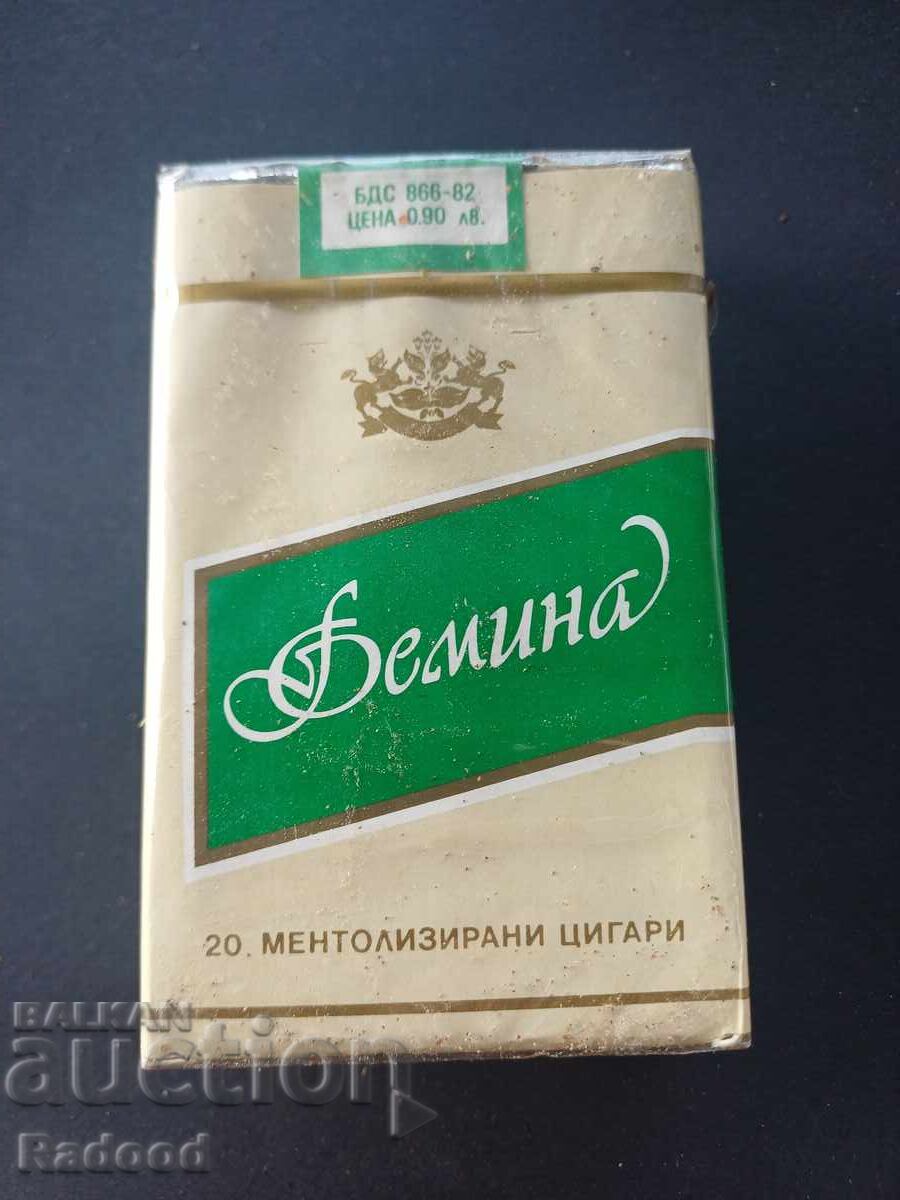 БДС 866-82
ЦЕНА 0.90 лв.
Фемина
20. МЕНТОЛИЗИРАНИ ЦИГАРИ
BALKAN
auction
Radood